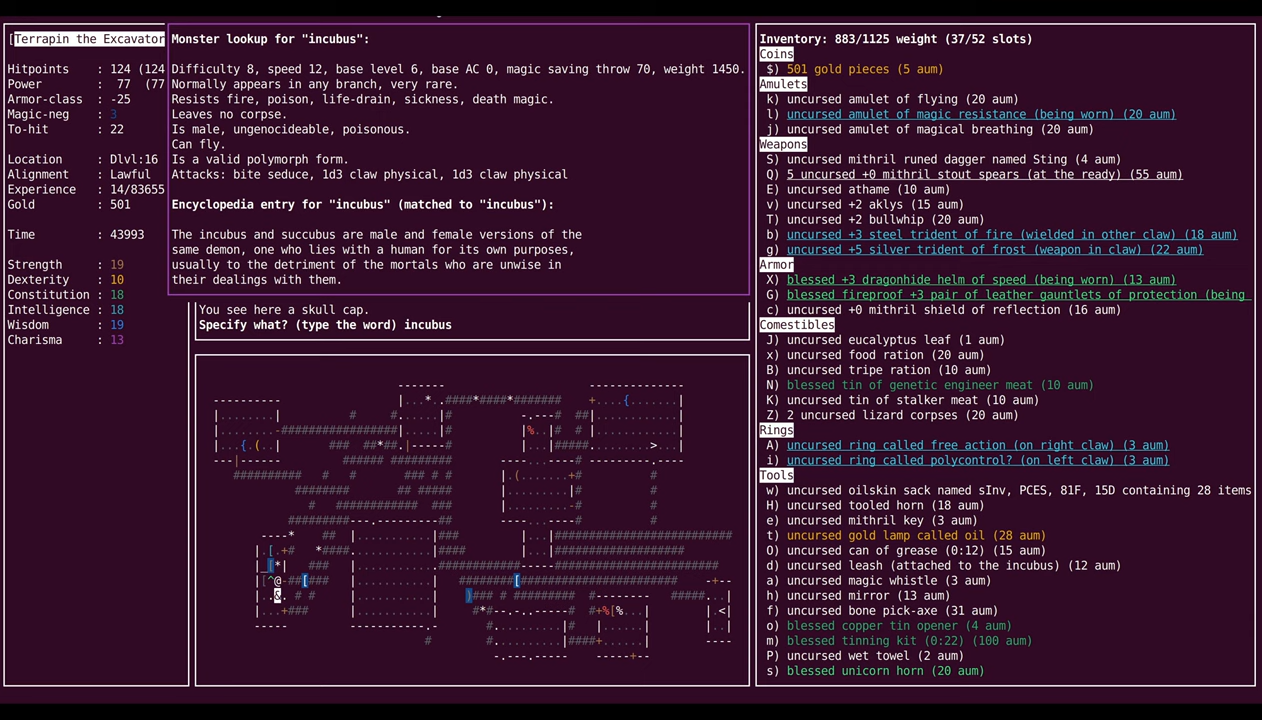 [Terrapin the Excavator
Hitpoints : 124 (124
Power : 77 (77
Armor-class : -25
Magic-neg : 3
To-hit : 22
Location : Dlvl:16
Alignment : Lawful
Experience : 14/83655
Gold : 501
Time : 43993
Strength : 19
Dexterity : 10
Constitution : 18
Intelligence : 18
Wisdom : 19
Charisma : 13
Monster lookup for "incubus":
Difficulty 8, speed 12, base level 6, base AC 0, magic saving throw 70, weight 1450.
Normally appears in any branch, very rare.
Resists fire, poison, life-drain, sickness, death magic.
Leaves no corpse.
Is male, ungenocideable, poisonous.
Can fly.
Is a valid polymorph form.
Attacks: bite seduce, 1d3 claw physical, 1d3 claw physical
Encyclopedia entry for "incubus" (matched to "incubus"):
The incubus and succubus are male and female versions of the
same demon, one who lies with a human for its own purposes,
usually to the detriment of the mortals who are unwise in
their dealings with them.
You see here a skull cap.
Specify what? (type the word) incubus
Inventory: 883/1125 weight (37/52 slots)
Coins
$) 501 gold pieces (5 aum)
Amulets
k) uncursed amulet of flying (20 aum)
l) uncursed amulet of magic resistance (being worn) (20 aum)
j) uncursed amulet of magical breathing (20 aum)
Weapons
S) uncursed mithril runed dagger named Sting (4 aum)
Q) 5 uncursed +0 mithril stout spears (at the ready) (55 aum)
E) uncursed athame (10 aum)
v) uncursed +2 aklys (15 aum)
T) uncursed +2 bullwhip (20 aum)
b) uncursed +3 steel trident of fire (wielded in other claw) (18 aum)
g) uncursed +5 silver trident of frost (weapon in claw) (22 aum)
Armor
X) blessed +3 dragonhide helm of speed (being worn) (13 aum)
G) blessed fireproof +3 pair of leather gauntlets of protection (being
c) uncursed +0 mithril shield of reflection (16 aum)
Comestibles
J) uncursed eucalyptus leaf (1 aum)
x) uncursed food ration (20 aum)
B) uncursed tripe ration (10 aum)
N) blessed tin of genetic engineer meat (10 aum)
K) uncursed tin of stalker meat (10 aum)
Z) 2 uncursed lizard corpses (20 aum)
Rings
A) uncursed ring called free action (on right claw) (3 aum)
i) uncursed ring called polycontrol? (on left claw) (3 aum)
Tools
w) uncursed oilskin sack named sInv, PCES, 81F, 15D containing 28 items
H) uncursed tooled horn (18 aum)
e) uncursed mithril key (3 aum)
t) uncursed gold lamp called oil (28 aum)
O) uncursed can of grease (0:12) (15 aum)
d) uncursed leash (attached to the incubus) (12 aum)
a) uncursed magic whistle (3 aum)
h) uncursed mirror (13 aum)
f) uncursed bone pick-axe (31 aum)
o) blessed copper tin opener (4 aum)
m) blessed tinning kit (0:22) (100 aum)
P) uncursed wet towel (2 aum)
s) blessed unicorn horn (20 aum)